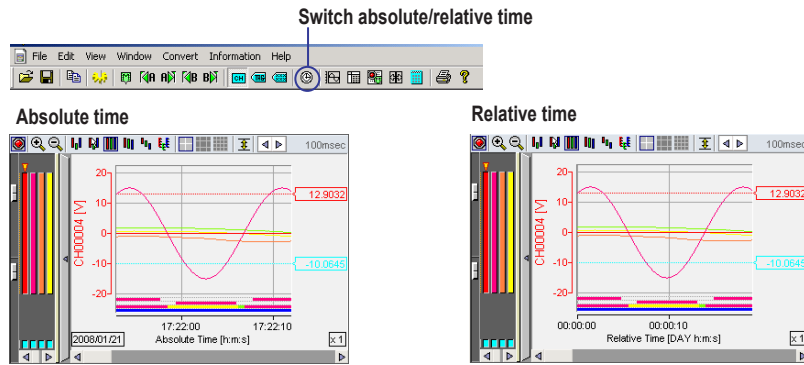 Switch absolute/relative time
File Edit View Window Convert Information Help
Absolute time
100msec
20
10
0
-10
-20
CH00004 [V]
12.9032
-10.0645
17:22:00 17:22:10
2008/01/21 Absolute Time [h:m:s] x 1
Relative time
100msec
20
10
0
-10
-20
CH00004 [V]
12.9032
-10.0645
00:00:00 00:00:10
Relative Time [DAY h:m:s] x 1